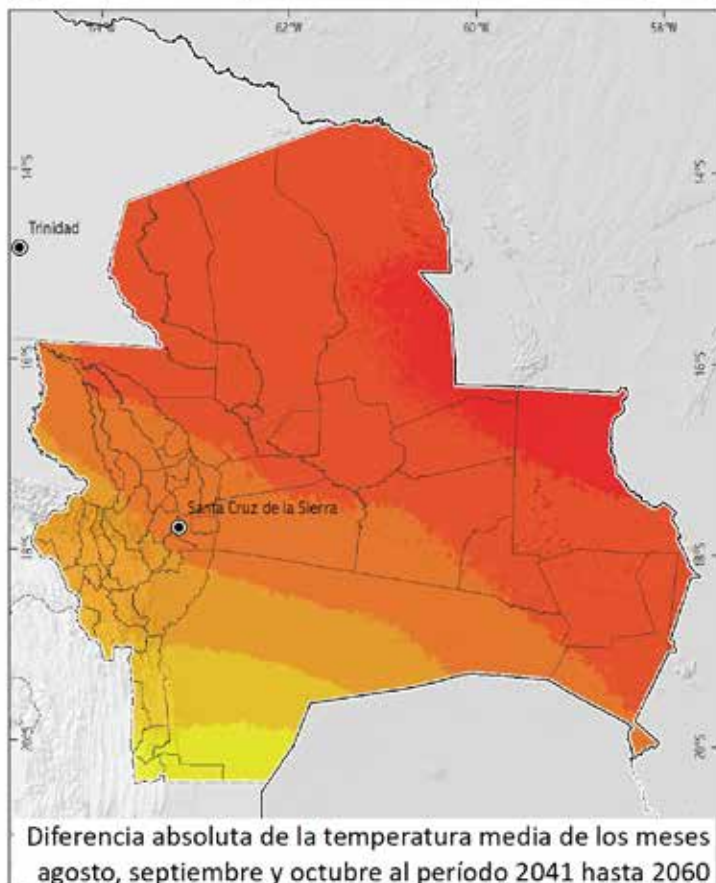 64°W 62°W 60°W 58°W
14°S 14°S
Trinidad
16°S 16°S
Santa Cruz de la Sierra
18°S 18°S
20°S 20°S
Diferencia absoluta de la temperatura media de los meses
agosto, septiembre y octubre al período 2041 hasta 2060